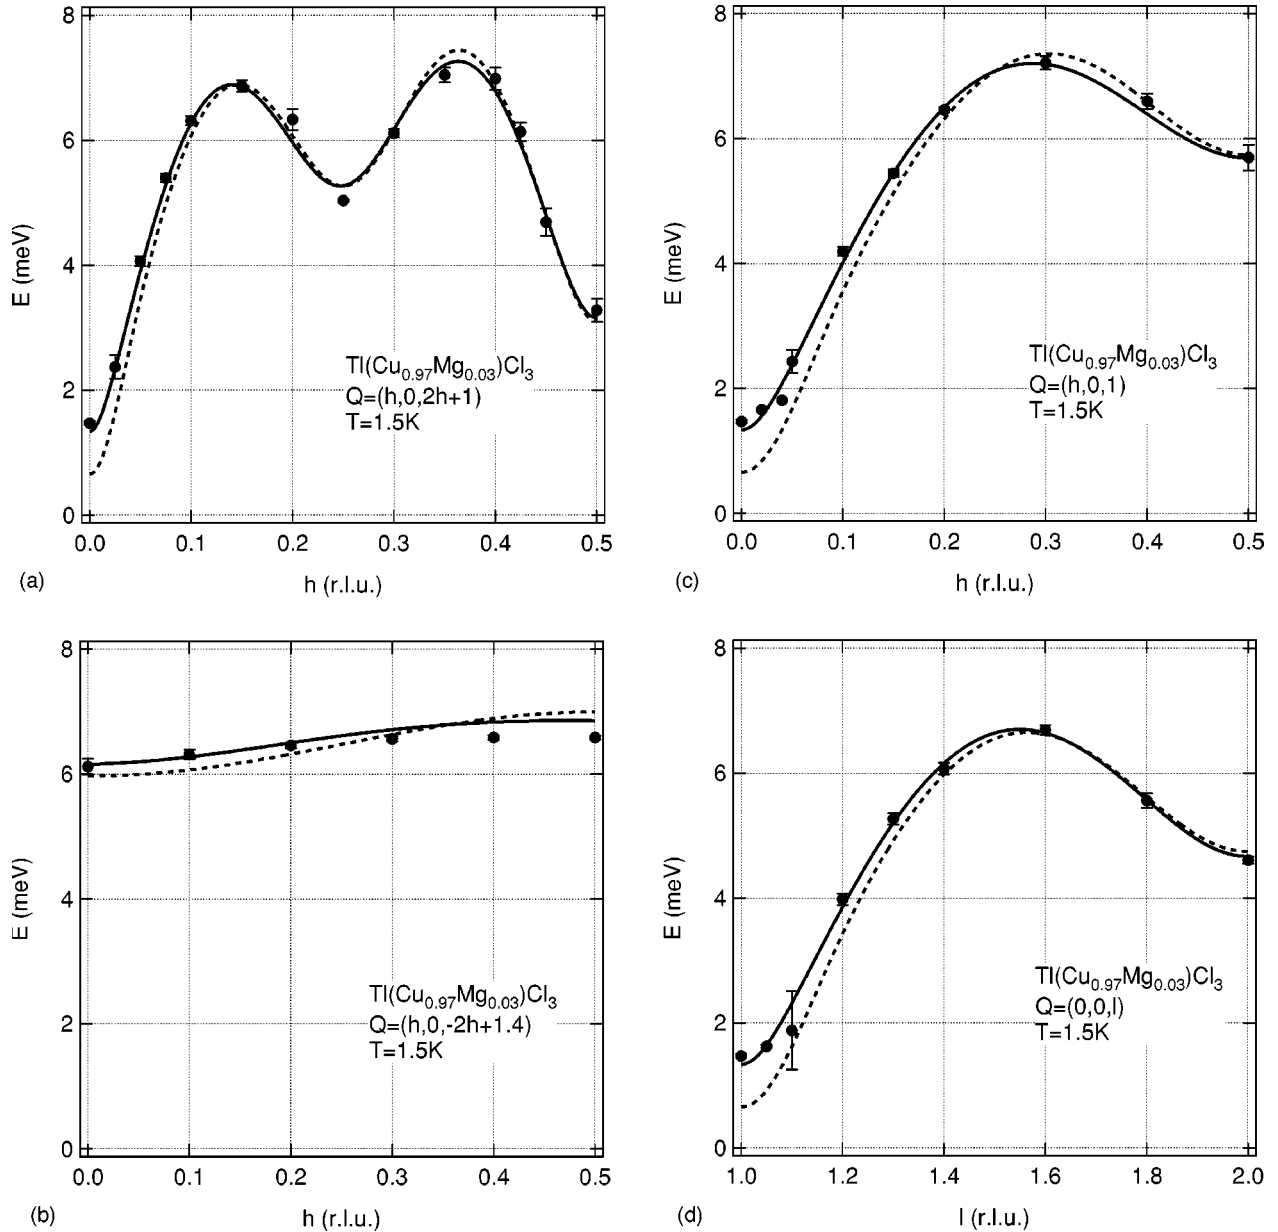 8
6
4
2
0
E (meV)
Tl(Cu0.97Mg0.03)Cl3
Q=(h,0,2h+1)
T=1.5K
0.0 0.1 0.2 0.3 0.4 0.5
(a) h (r.l.u.)
8
6
4
2
0
E (meV)
Tl(Cu0.97Mg0.03)Cl3
Q=(h,0,1)
T=1.5K
0.0 0.1 0.2 0.3 0.4 0.5
(c) h (r.l.u.)
8
6
4
2
0
E (meV)
Tl(Cu0.97Mg0.03)Cl3
Q=(h,0,-2h+1.4)
T=1.5K
0.0 0.1 0.2 0.3 0.4 0.5
(b) h (r.l.u.)
8
6
4
2
0
E (meV)
Tl(Cu0.97Mg0.03)Cl3
Q=(0,0,l)
T=1.5K
1.0 1.2 1.4 1.6 1.8 2.0
(d) l (r.l.u.)